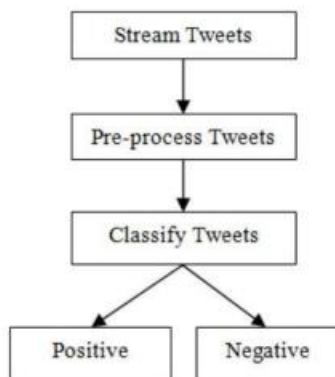 Stream Tweets
Pre-process Tweets
Classify Tweets
Positive
Negative